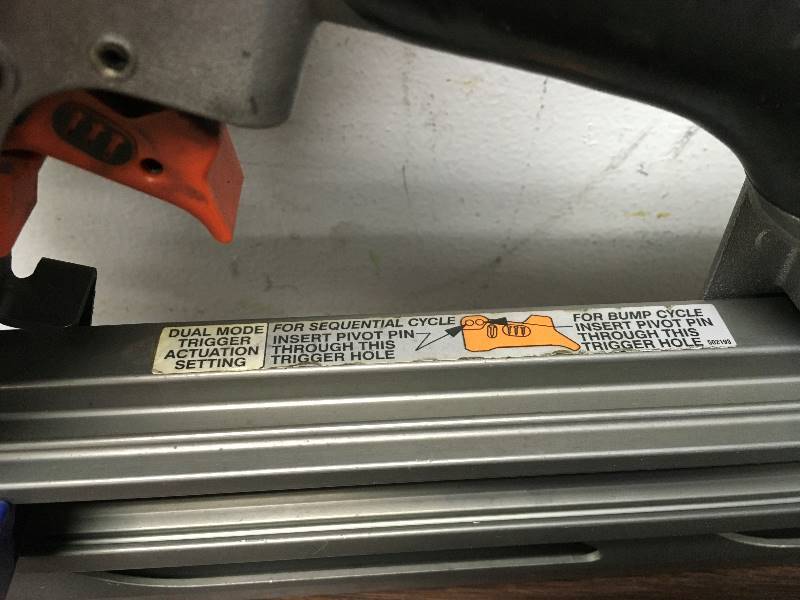 DUAL MODE
TRIGGER
ACTUATION
SETTING
FOR SEQUENTIAL CYCLE
INSERT PIVOT PIN
THROUGH THIS
TRIGGER HOLE
FOR BUMP CYCLE
INSERT PIVOT PIN
THROUGH THIS
TRIGGER HOLE